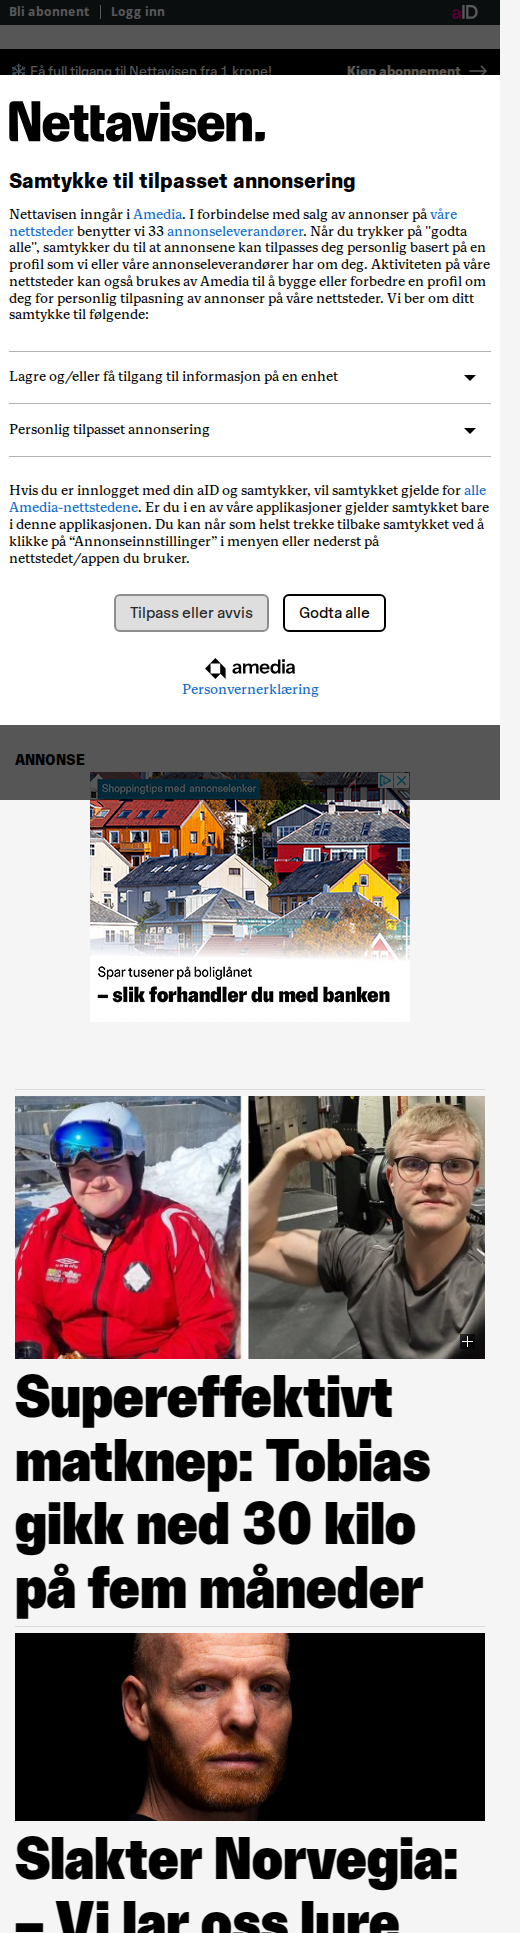 Bli abonnent | Logg inn aID
❄ Få full tilgang til Nettavisen fra 1 krone! Kjøp abonnement →
Nettavisen.
Samtykke til tilpasset annonsering
Nettavisen inngår i Amedia. I forbindelse med salg av annonser på våre
nettsteder benytter vi 33 annonseleverandører. Når du trykker på "godta
alle", samtykker du til at annonsene kan tilpasses deg personlig basert på en
profil som vi eller våre annonseleverandører har om deg. Aktiviteten på våre
nettsteder kan også brukes av Amedia til å bygge eller forbedre en profil om
deg for personlig tilpasning av annonser på våre nettsteder. Vi ber om ditt
samtykke til følgende:
Lagre og/eller få tilgang til informasjon på en enhet
Personlig tilpasset annonsering
Hvis du er innlogget med din aID og samtykker, vil samtykket gjelde for alle
Amedia-nettstedene. Er du i en av våre applikasjoner gjelder samtykket bare
i denne applikasjonen. Du kan når som helst trekke tilbake samtykket ved å
klikke på “Annonseinnstillinger” i menyen eller nederst på
nettstedet/appen du bruker.
Tilpass eller avvis Godta alle
amedia
Personvernerklæring
ANNONSE
Shoppingtips med annonselenker
Spar tusener på boliglånet
– slik forhandler du med banken
Supereffektivt
matknep: Tobias
gikk ned 30 kilo
på fem måneder
Slakter Norvegia:
– Vi lar oss lure